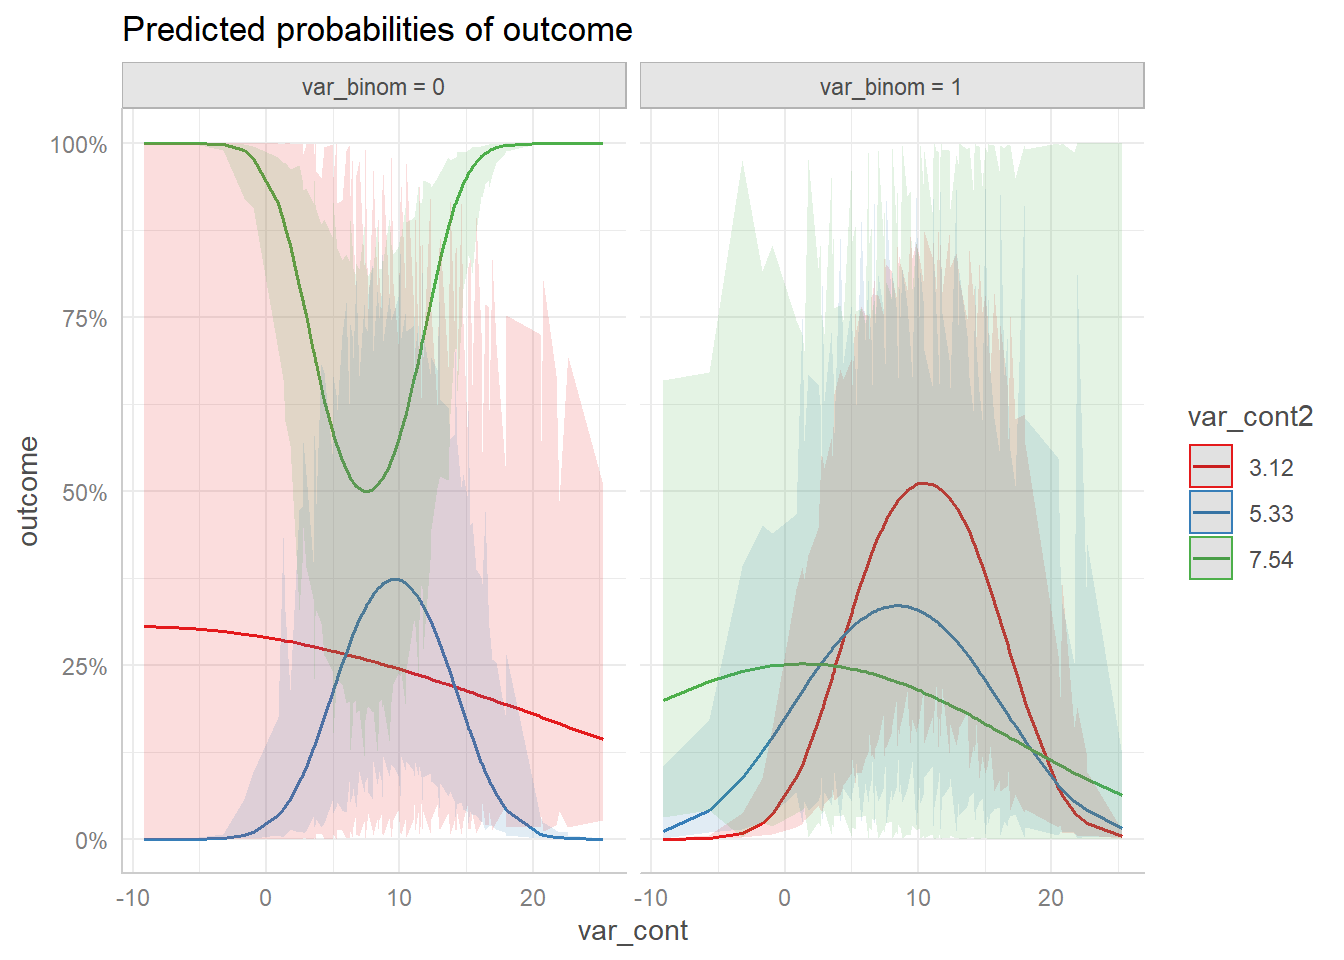 Predicted probabilities of outcome
var_binom = 0
var_binom = 1
100%
75%
50%
25%
0%
outcome
-10 0 10 20
-10 0 10 20
var_cont
var_cont2
3.12
5.33
7.54